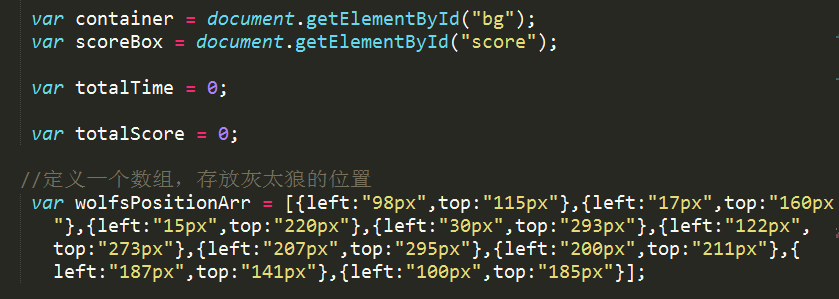 var container = document.getElementById("bg");
var scoreBox = document.getElementById("score");
var totalTime = 0;
var totalScore = 0;
//定义一个数组，存放灰太狼的位置
var wolfsPositionArr = [{left:"98px",top:"115px"},{left:"17px",top:"160px
"},{left:"15px",top:"220px"},{left:"30px",top:"293px"},{left:"122px",
top:"273px"},{left:"207px",top:"295px"},{left:"200px",top:"211px"},{
left:"187px",top:"141px"},{left:"100px",top:"185px"}];